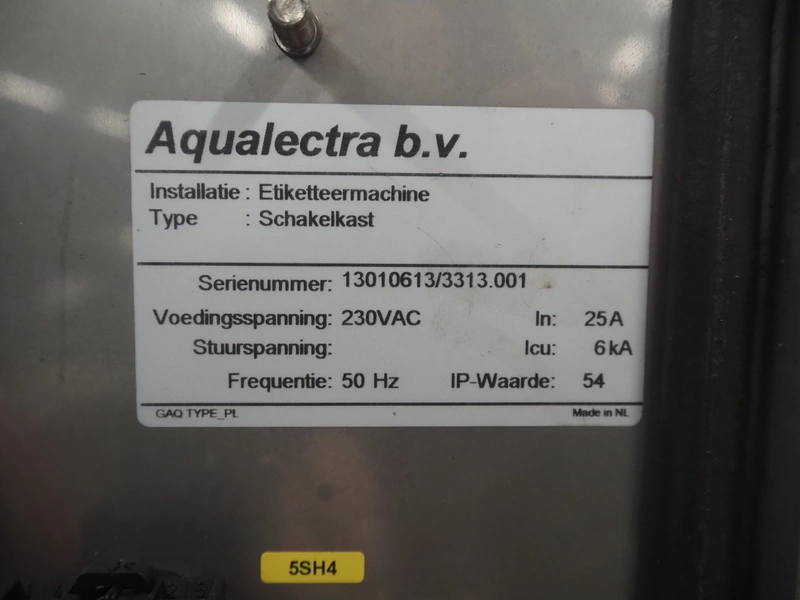 Aqualectra b.v.
Installatie : Etiketteermachine
Type : Schakelkast
Serienummer: 13010613/3313.001
Voedingsspanning: 230VAC In: 25A
Stuurspanning: Icu: 6kA
Frequentie: 50 Hz IP-Waarde: 54
GAQ TYPE_PL Made in NL
5SH4